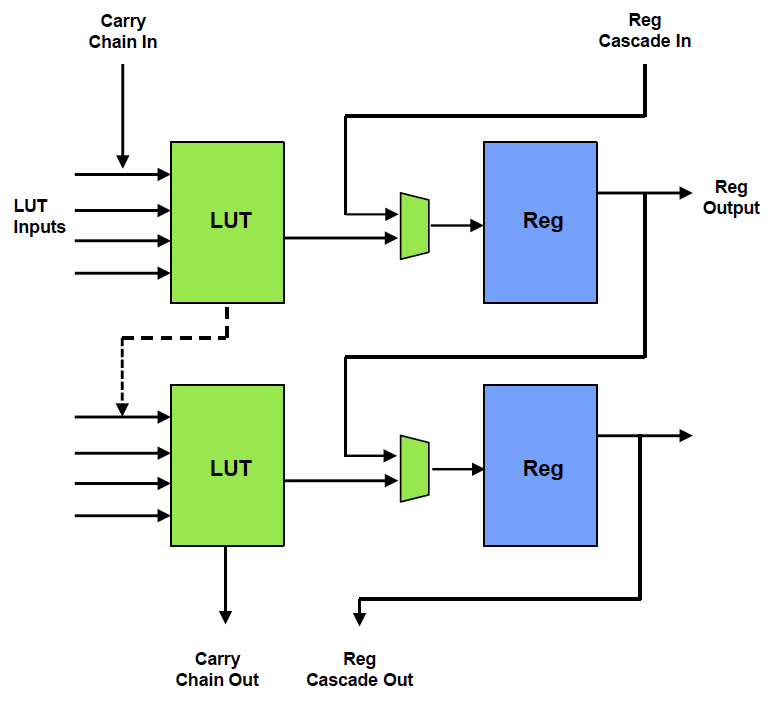 Carry
Chain In
Reg
Cascade In
LUT
Inputs
LUT
Reg
Reg
Output
LUT
Reg
Carry
Chain Out
Reg
Cascade Out